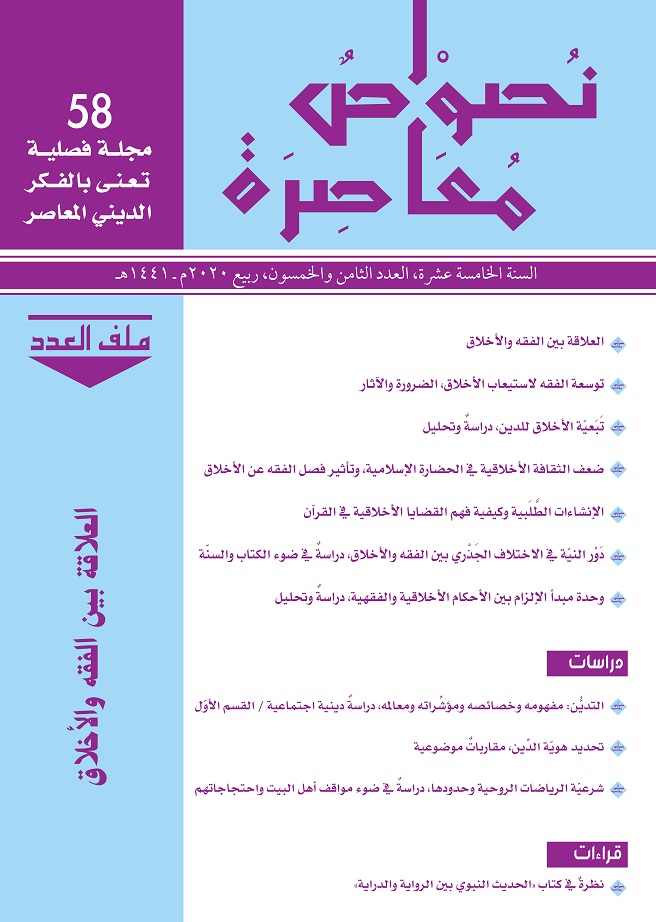 نُصوْصٌ
مُعَاصِرَة
58
مجلة فصلية
تعنى بالفكر
الديني المعاصر
السنة الخامسة عشرة، العدد الثامن والخمسون، ربيع ٢٠٢٠م ـ ١٤٤١هـ
ملف العدد
العلاقة بين الفقه والأخلاق
العلاقة بين الفقه والأخلاق
توسعة الفقه لاستيعاب الأخلاق، الضرورة والآثار
تَبَعيّة الأخلاق للدين، دراسةٌ وتحليل
ضعف الثقافة الأخلاقية في الحضارة الإسلامية، وتأثير فصل الفقه عن الأخلاق
الإنشاءات الطَّلَبية وكيفية فهم القضايا الأخلاقية في القرآن
دَوْر النيّة في الاختلاف الجَذْري بين الفقه والأخلاق، دراسةٌ في ضوء الكتاب والسنّة
وحدة مبدأ الإلزام بين الأحكام الأخلاقية والفقهية، دراسةٌ وتحليل
دراسات
التديُّن: مفهومه وخصائصه ومؤشّراته ومعالمه، دراسةٌ دينية اجتماعية / القسم الأوّل
تحديد هويّة الدِّين، مقارباتٌ موضوعية
شرعيّة الرياضات الروحية وحدودها، دراسةٌ في ضوء مواقف أهل البيت واحتجاجاتهم
قراءات
نظرةٌ في كتاب «الحديث النبوي بين الرواية والدراية»